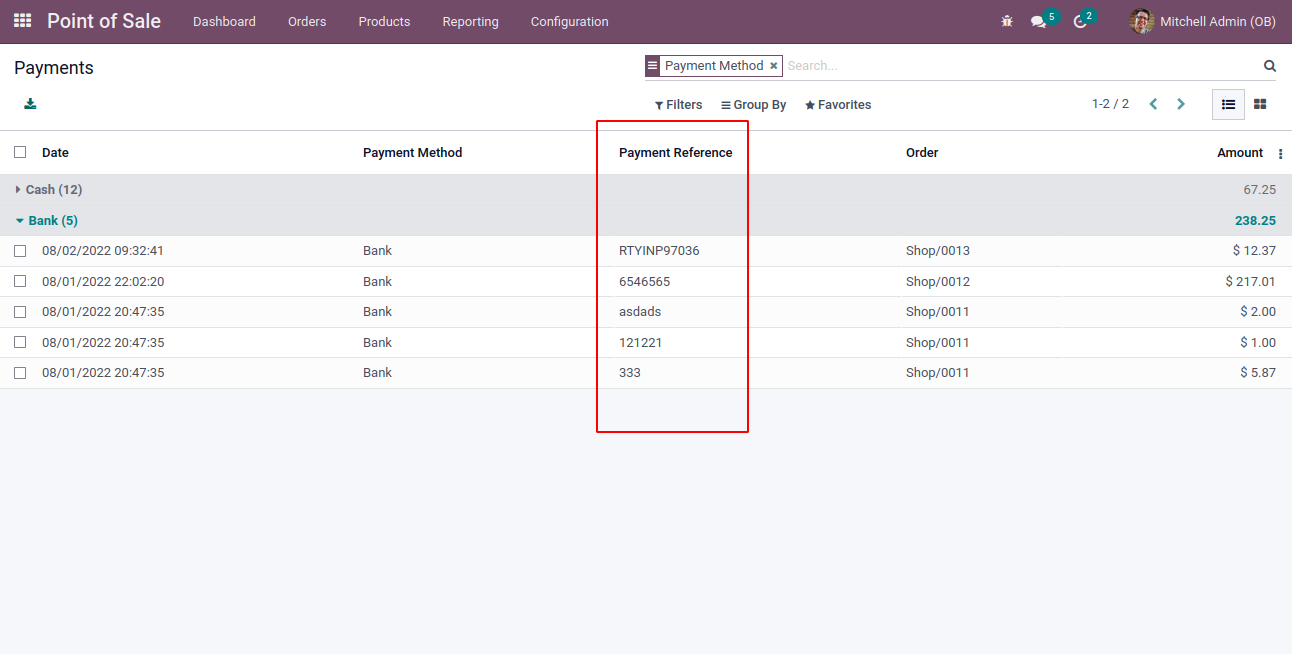 Point of Sale Dashboard Orders Products Reporting Configuration 5 2 Mitchell Admin (OB)
Payments Payment Method × Search...
Filters Group By Favorites 1-2 / 2
Date Payment Method Payment Reference Order Amount
Cash (12) 67.25
Bank (5) 238.25
08/02/2022 09:32:41 Bank RTYINP97036 Shop/0013 $ 12.37
08/01/2022 22:02:20 Bank 6546565 Shop/0012 $ 217.01
08/01/2022 20:47:35 Bank asdads Shop/0011 $ 2.00
08/01/2022 20:47:35 Bank 121221 Shop/0011 $ 1.00
08/01/2022 20:47:35 Bank 333 Shop/0011 $ 5.87